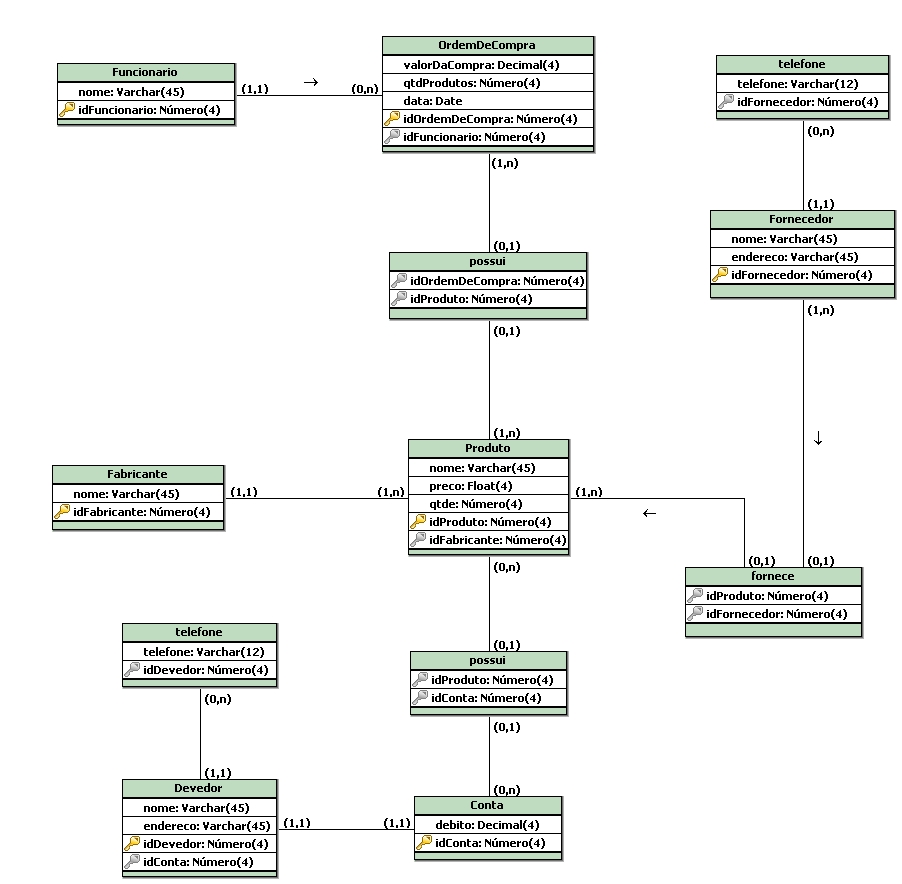 OrdemDeCompra
valorDaCompra: Decimal(4)
qtdProdutos: Número(4)
data: Date
idOrdemDeCompra: Número(4)
idFuncionario: Número(4)
Funcionario
nome: Varchar(45)
idFuncionario: Número(4)
(1,1)
→
(0,n)
telefone
telefone: Varchar(12)
idFornecedor: Número(4)
(0,n)
(1,1)
Fornecedor
nome: Varchar(45)
endereco: Varchar(45)
idFornecedor: Número(4)
(1,n)
(1,n)
(0,1)
possui
idOrdemDeCompra: Número(4)
idProduto: Número(4)
(0,1)
↓
(1,n)
Produto
nome: Varchar(45)
preco: Float(4)
qtde: Número(4)
idProduto: Número(4)
idFabricante: Número(4)
Fabricante
nome: Varchar(45)
idFabricante: Número(4)
(1,1)
(1,n)
(1,n)
←
(0,1)
(0,1)
fornece
idProduto: Número(4)
idFornecedor: Número(4)
(0,n)
(0,1)
possui
idProduto: Número(4)
idConta: Número(4)
(0,1)
telefone
telefone: Varchar(12)
idDevedor: Número(4)
(0,n)
(1,1)
Devedor
nome: Varchar(45)
endereco: Varchar(45)
idDevedor: Número(4)
idConta: Número(4)
(1,1)
(1,1)
(0,n)
Conta
debito: Decimal(4)
idConta: Número(4)